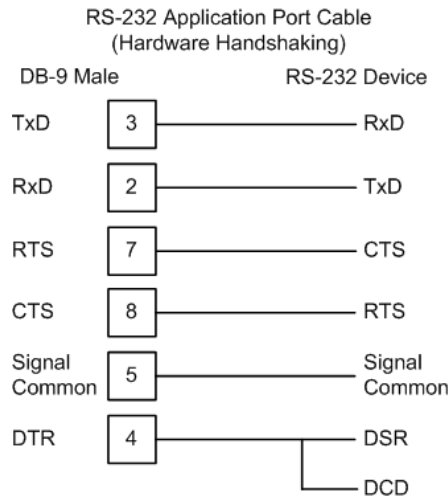 RS-232 Application Port Cable
(Hardware Handshaking)
DB-9 Male RS-232 Device
TxD 3 RxD
RxD 2 TxD
RTS 7 CTS
CTS 8 RTS
Signal Common 5 Signal Common
DTR 4 DSR
DCD